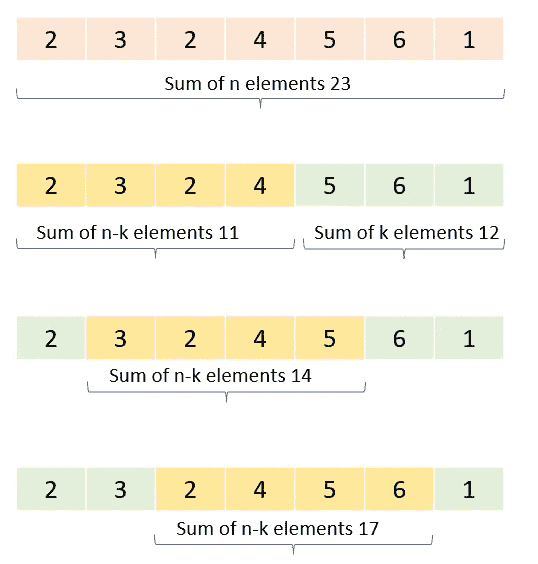 2 3 2 4 5 6 1
Sum of n elements 23
2 3 2 4 5 6 1
Sum of n-k elements 11 Sum of k elements 12
2 3 2 4 5 6 1
Sum of n-k elements 14
2 3 2 4 5 6 1
Sum of n-k elements 17